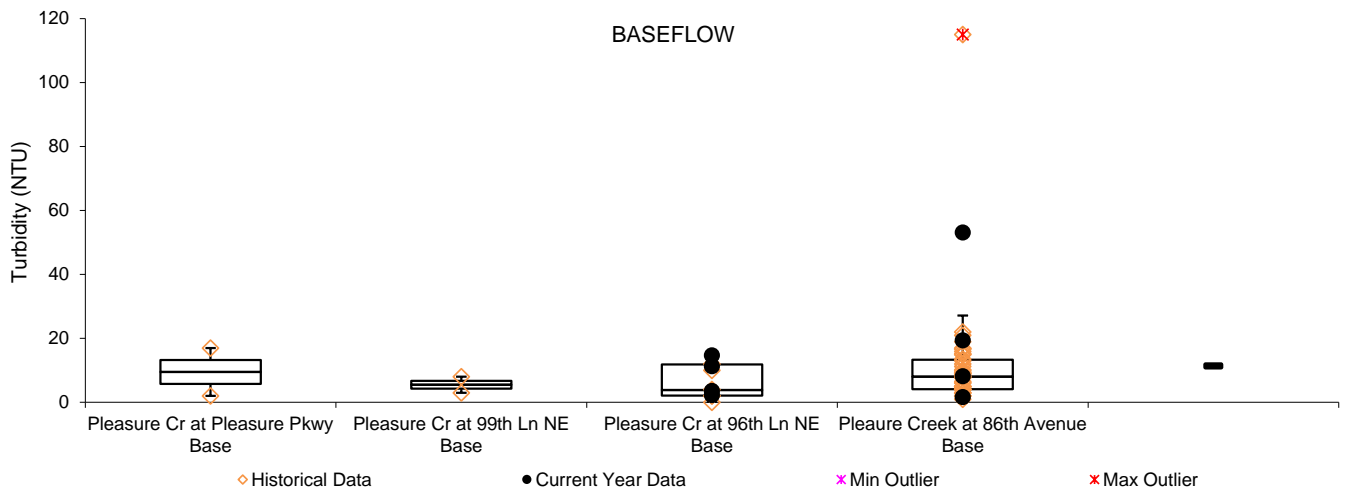 BASEFLOW
Turbidity (NTU)
120
100
80
60
40
20
0
Pleasure Cr at Pleasure Pkwy
Base
Pleasure Cr at 99th Ln NE
Base
Pleasure Cr at 96th Ln NE
Base
Pleaure Creek at 86th Avenue
Base
Historical Data
Current Year Data
Min Outlier
Max Outlier